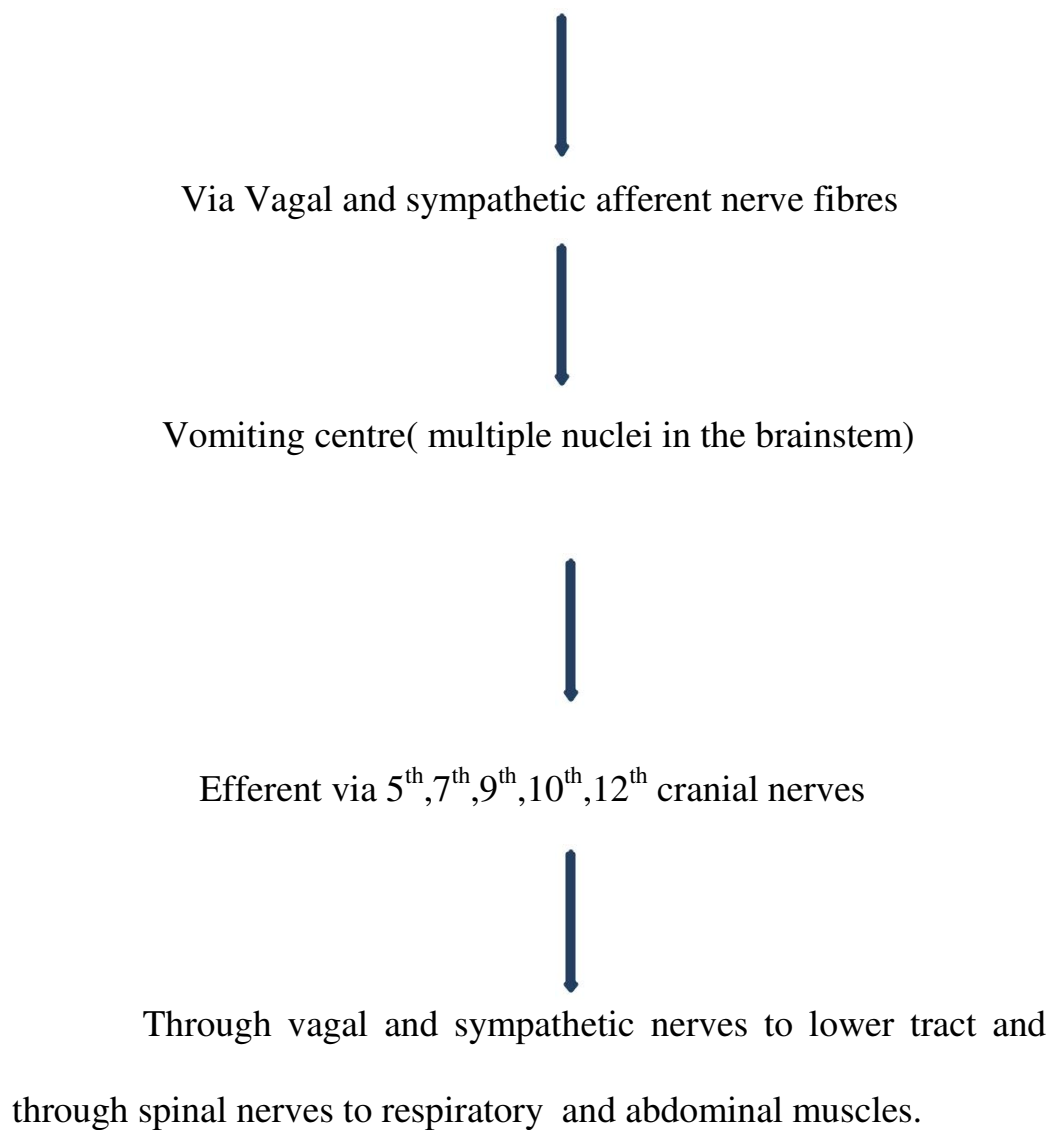 Via Vagal and sympathetic afferent nerve fibres
Vomiting centre( multiple nuclei in the brainstem)
Efferent via 5th,7th,9th,10th,12th cranial nerves
Through vagal and sympathetic nerves to lower tract and
through spinal nerves to respiratory and abdominal muscles.